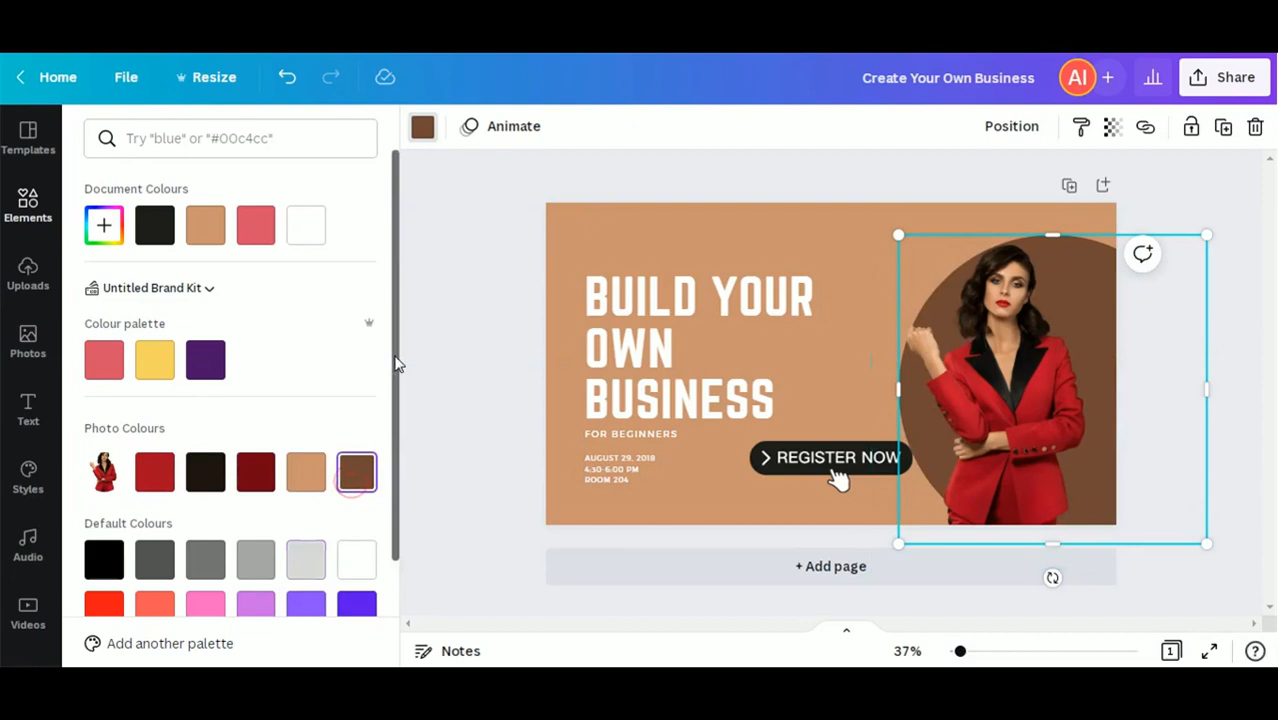 Home
File
Resize
Create Your Own Business
AI
+
Share
Templates
Elements
Uploads
Photos
Text
Styles
Audio
Videos
Try "blue" or "#00c4cc"
Document Colours
Untitled Brand Kit
Colour palette
Photo Colours
Default Colours
Add another palette
Animate
Position
BUILD YOUR
OWN
BUSINESS
FOR BEGINNERS
AUGUST 29, 2018
4:30-6:00 PM
ROOM 204
REGISTER NOW
+ Add page
Notes
37%
1
?